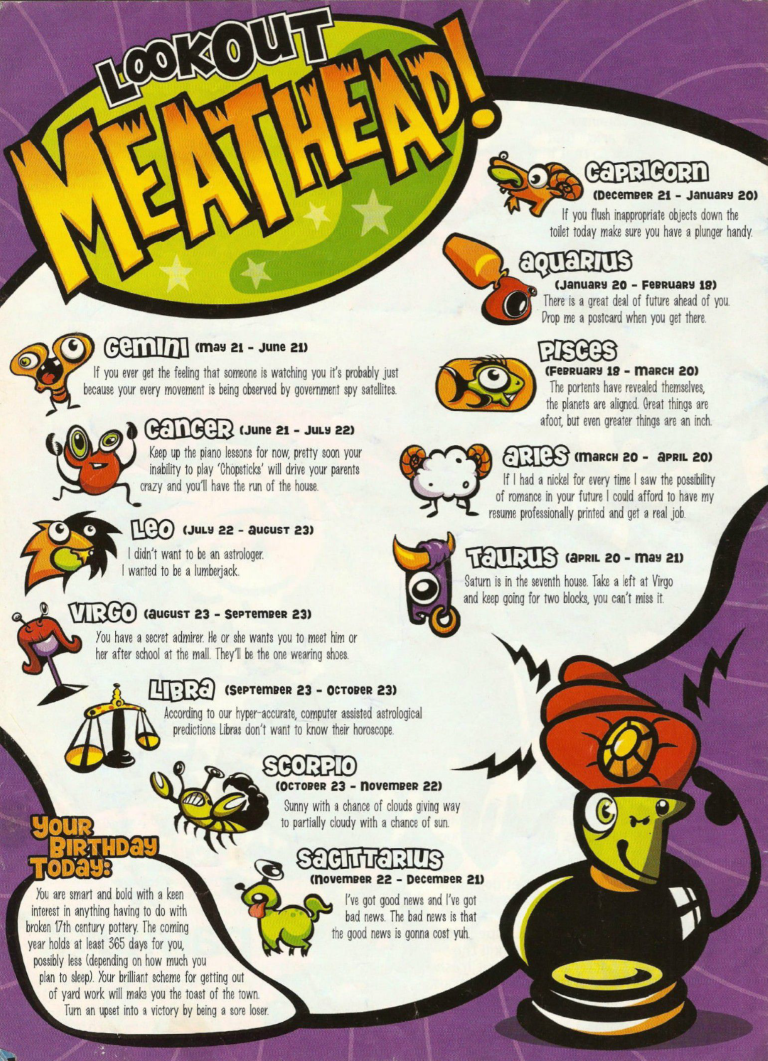 LOOKOUT
MEATHEAD!
CAPRICORN
(December 21 - January 20)
If you flush inappropriate objects down the
toilet today make sure you have a plunger handy.
AQUARIUS
(January 20 - February 19)
There is a great deal of future ahead of you.
Drop me a postcard when you get there.
PISCES
(February 19 - March 20)
The portents have revealed themselves,
the planets are aligned. Great things are
afoot, but even greater things are an inch.
ARIES (March 20 - April 20)
If I had a nickel for every time I saw the possibility
of romance in your future I could afford to have my
resume professionally printed and get a real job.
TAURUS (April 20 - May 21)
Saturn is in the seventh house. Take a left at Virgo
and keep going for two blocks, you can't miss it.
GEMINI (May 21 - June 21)
If you ever get the feeling that someone is watching you it's probably just
because your every movement is being observed by government spy satellites.
CANCER (June 21 - July 22)
Keep up the piano lessons for now, pretty soon your
inability to play 'Chopsticks' will drive your parents
crazy and you'll have the run of the house.
LEO (July 22 - August 23)
I didn't want to be an astrologer.
I wanted to be a lumberjack.
VIRGO (August 23 - September 23)
You have a secret admirer. He or she wants you to meet him or
her after school at the mall. They'll be the one wearing shoes.
LIBRA (September 23 - October 23)
According to our hyper-accurate, computer assisted astrological
predictions Libras don't want to know their horoscope.
SCORPIO
(October 23 - November 22)
Sunny with a chance of clouds giving way
to partially cloudy with a chance of sun.
SAGITTARIUS
(November 22 - December 21)
I've got good news and I've got
bad news. The bad news is that
the good news is gonna cost yuh.
YOUR
BIRTHDAY
TODAY:
You are smart and bold with a keen
interest in anything having to do with
broken 17th century pottery. The coming
year holds at least 365 days for you,
possibly less (depending on how much you
plan to sleep). Your brilliant scheme for getting out
of yard work will make you the toast of the town.
Turn an upset into a victory by being a sore loser.